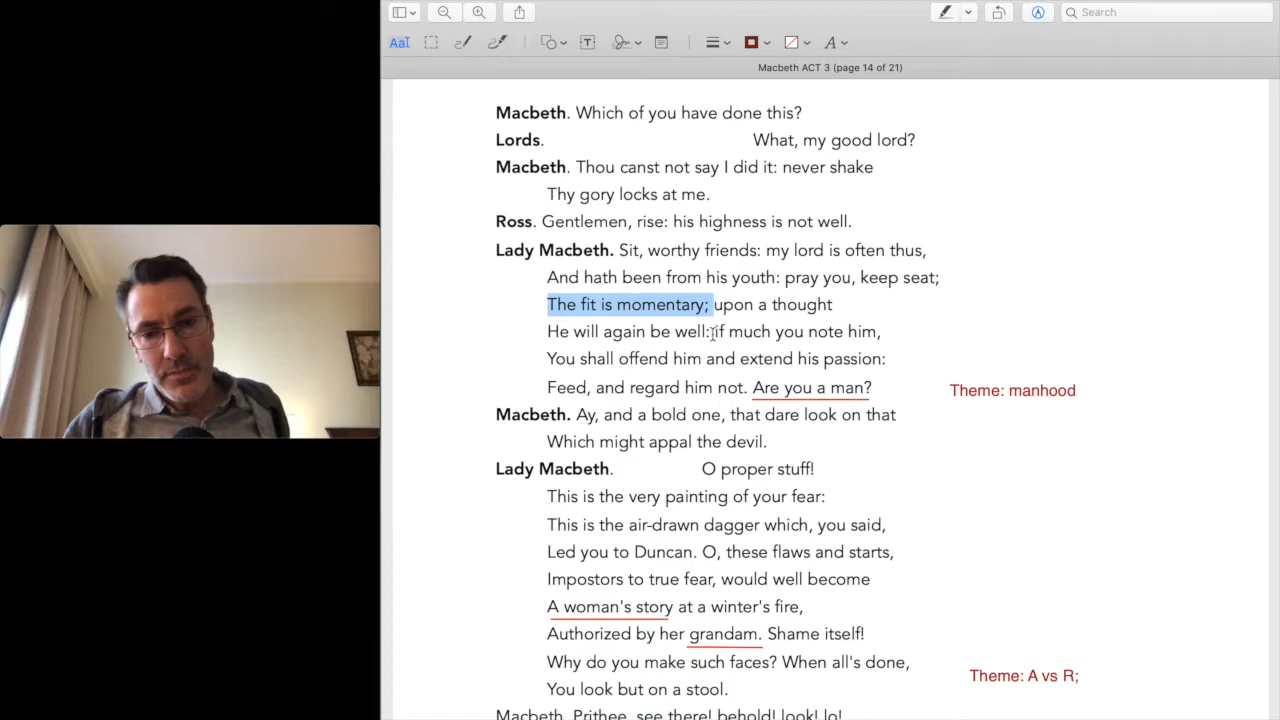 Search
AaI
T
A
Macbeth ACT 3 (page 14 of 21)
Macbeth. Which of you have done this?
Lords. What, my good lord?
Macbeth. Thou canst not say I did it: never shake
Thy gory locks at me.
Ross. Gentlemen, rise: his highness is not well.
Lady Macbeth. Sit, worthy friends: my lord is often thus,
And hath been from his youth: pray you, keep seat;
The fit is momentary; upon a thought
He will again be well: if much you note him,
You shall offend him and extend his passion:
Feed, and regard him not. Are you a man?
Theme: manhood
Macbeth. Ay, and a bold one, that dare look on that
Which might appal the devil.
Lady Macbeth. O proper stuff!
This is the very painting of your fear:
This is the air-drawn dagger which, you said,
Led you to Duncan. O, these flaws and starts,
Impostors to true fear, would well become
A woman's story at a winter's fire,
Authorized by her grandam. Shame itself!
Why do you make such faces? When all's done,
Theme: A vs R;
You look but on a stool.
Macbeth. Prithee, see there! behold! look! lo!